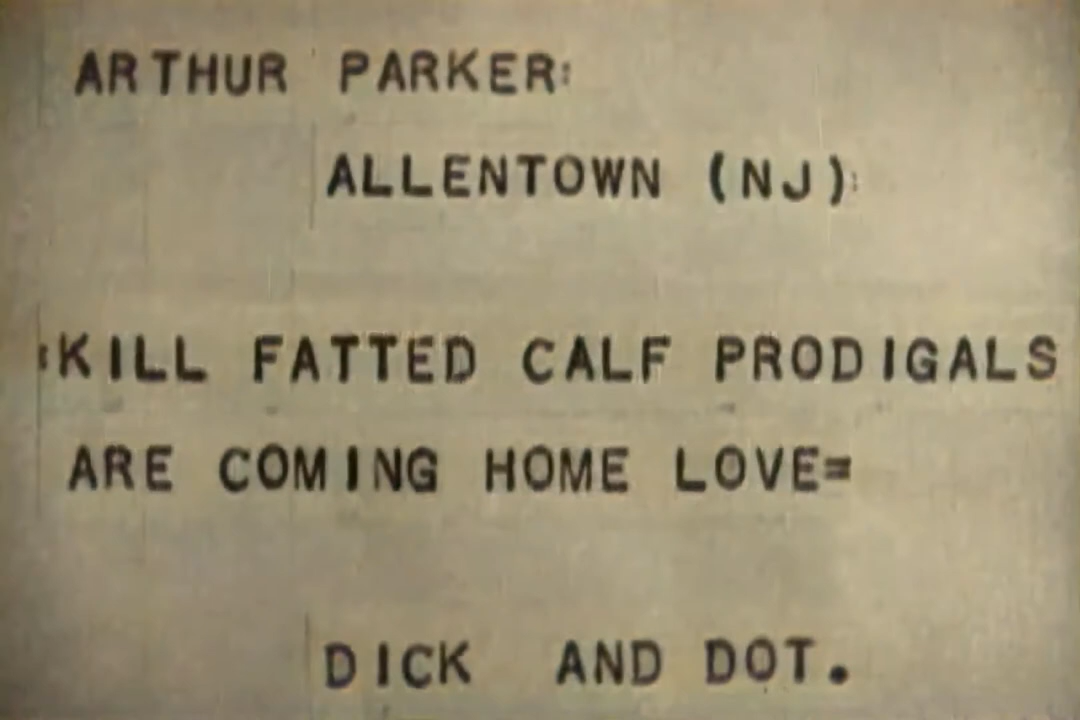 ARTHUR PARKER:
ALLENTOWN (NJ):
:KILL FATTED CALF PRODIGALS
ARE COMING HOME LOVE=
DICK AND DOT.